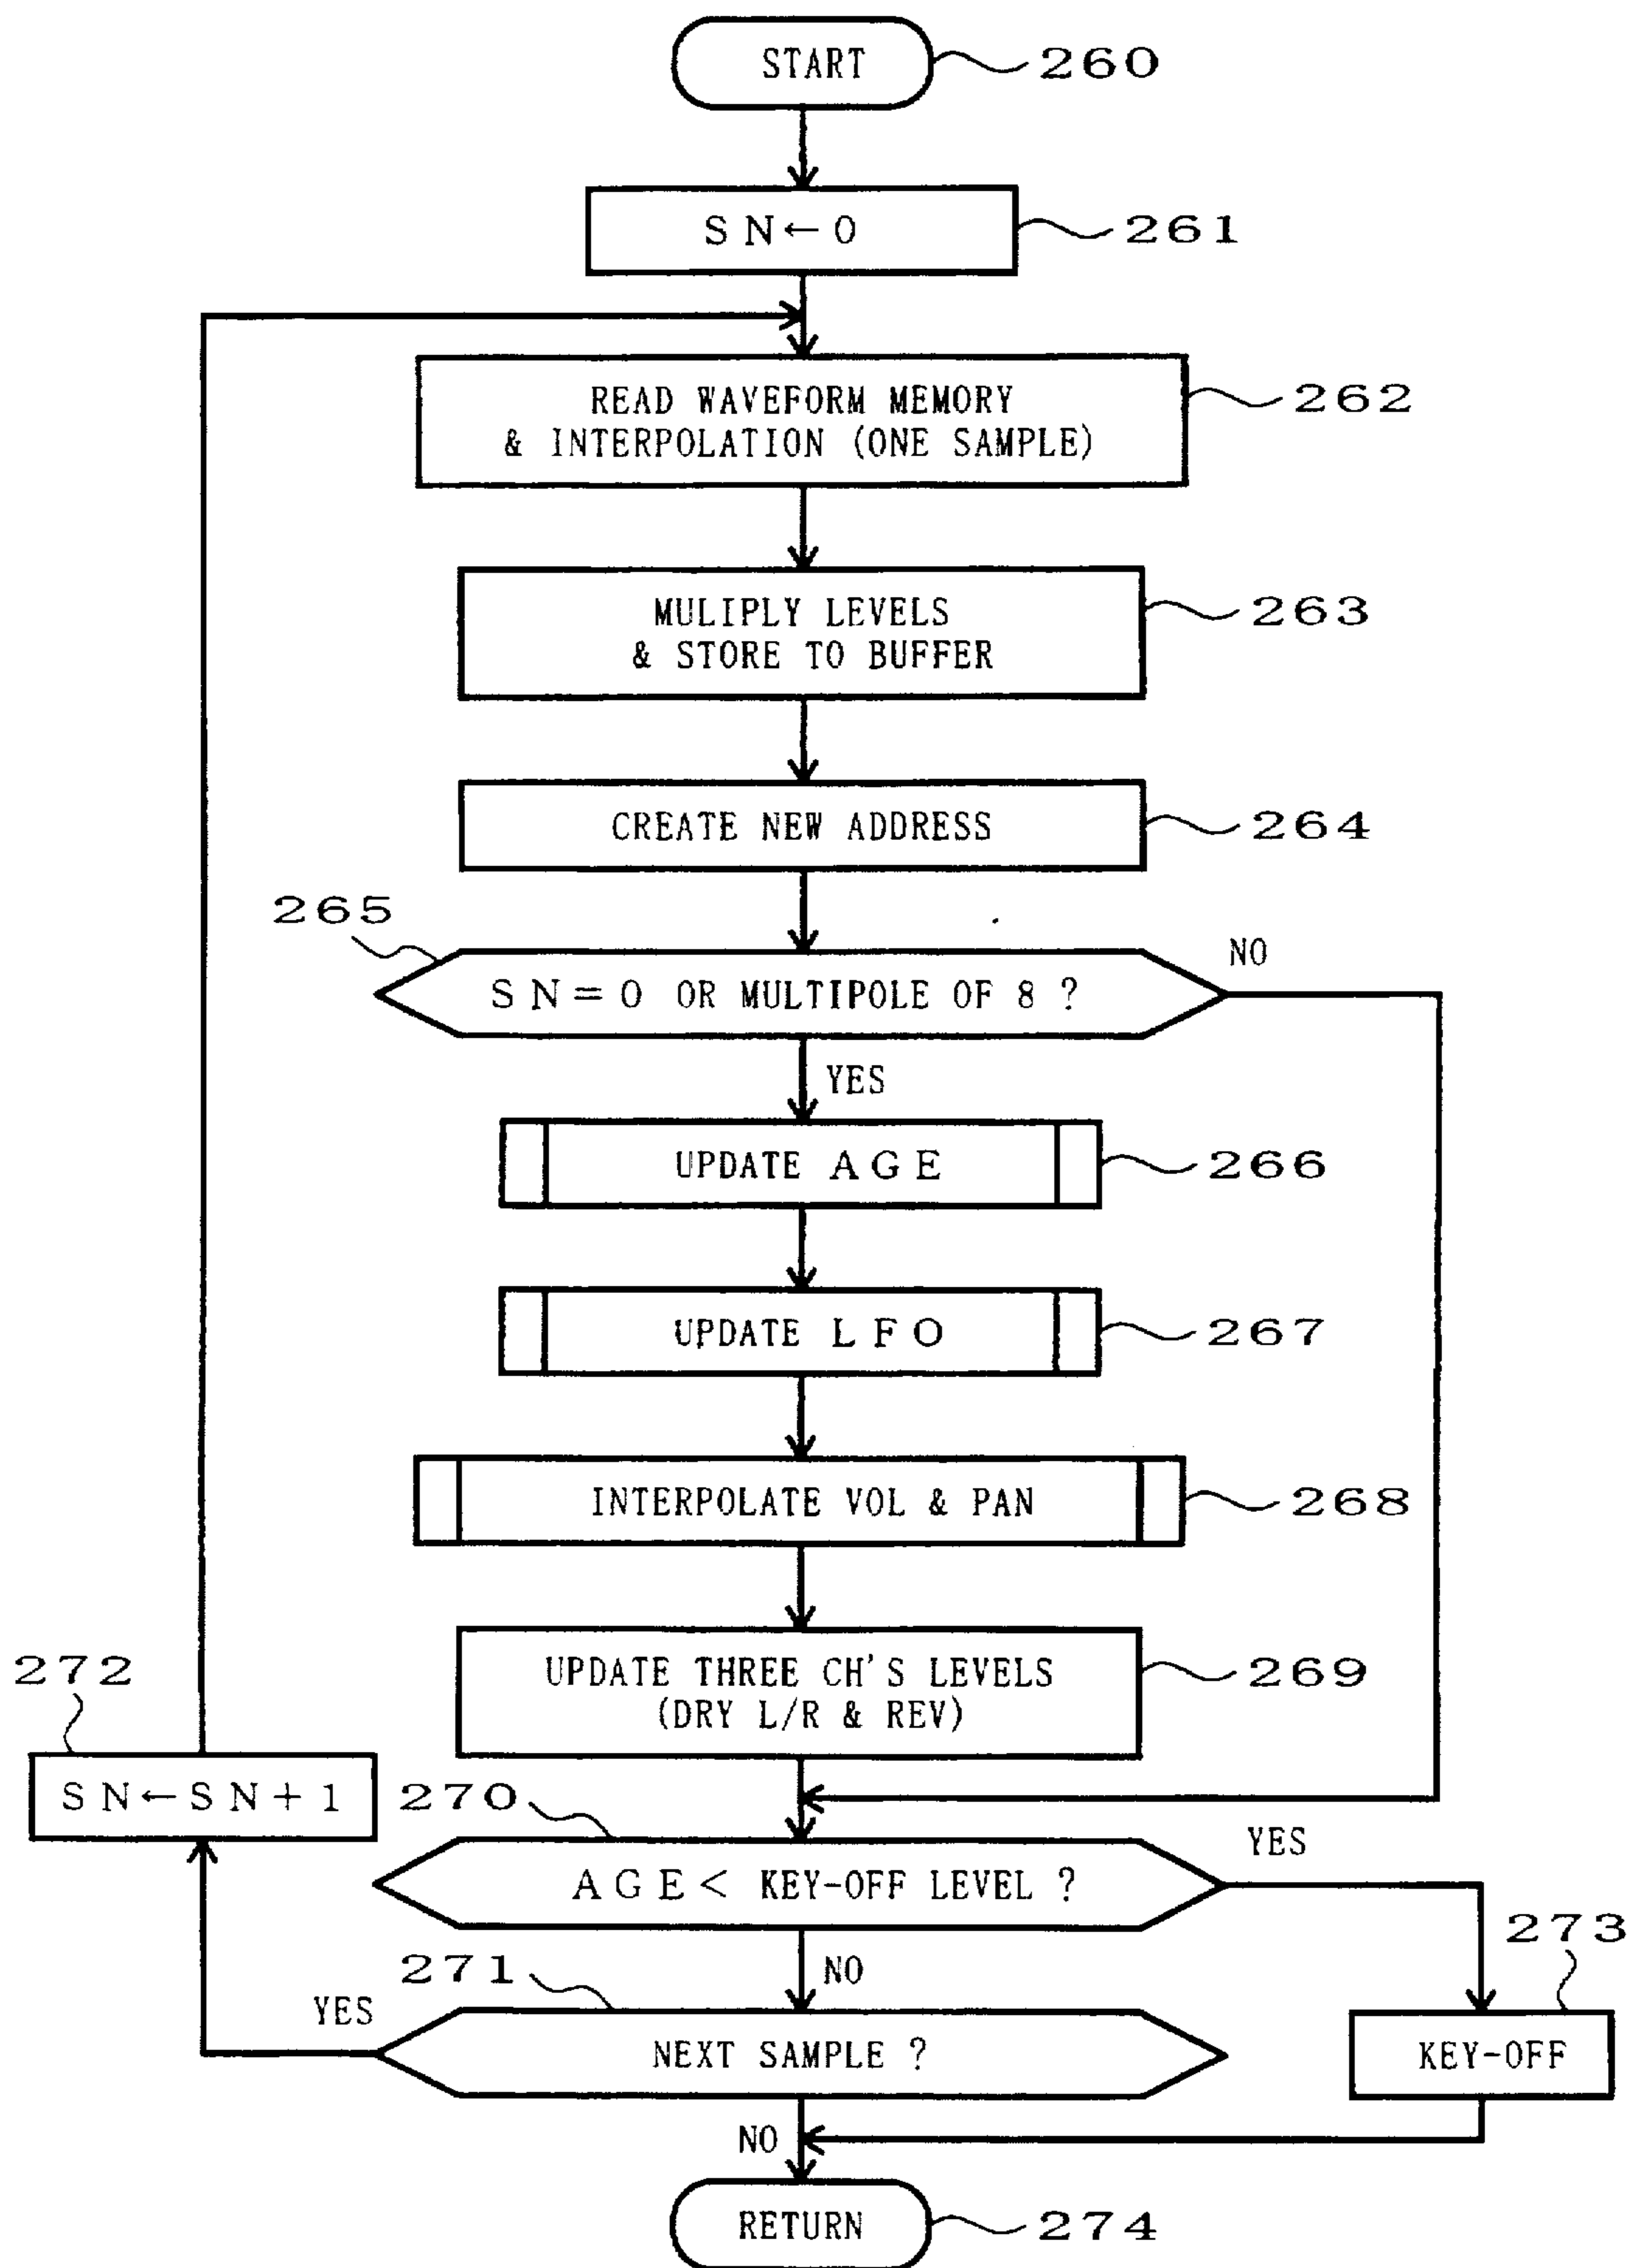 START
260
SN←0
261
READ WAVEFORM MEMORY
& INTERPOLATION (ONE SAMPLE)
262
MULIPLY LEVELS
& STORE TO BUFFER
263
CREATE NEW ADDRESS
264
265
SN=0 OR MULTIPOLE OF 8 ?
NO
YES
UPDATE AGE
266
UPDATE LFO
267
INTERPOLATE VOL & PAN
268
UPDATE THREE CH'S LEVELS
(DRY L/R & REV)
269
272
SN←SN+1
270
AGE< KEY-OFF LEVEL ?
YES
NO
271
YES
NEXT SAMPLE ?
273
KEY-OFF
NO
RETURN
274